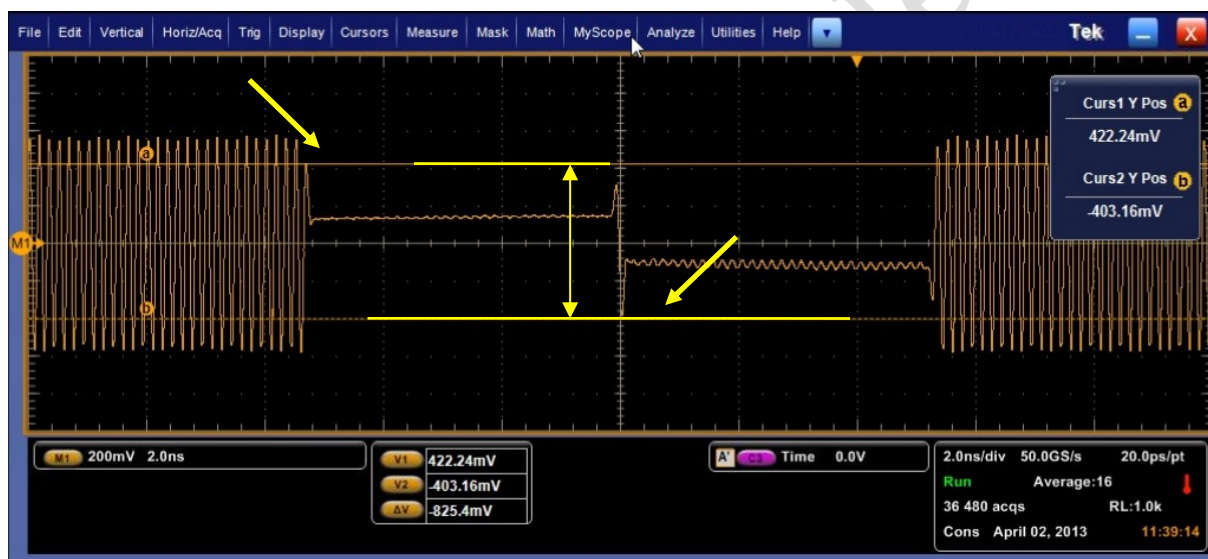 File Edit Vertical Horiz/Acq Trig Display Cursors Measure Mask Math MyScope Analyze Utilities Help Tek X
Curs1 Y Pos a
422.24mV
Curs2 Y Pos b
-403.16mV
a
M1
b
M1 200mV 2.0ns
V1 422.24mV
V2 -403.16mV
ΔV -825.4mV
A' C3 Time 0.0V
2.0ns/div 50.0GS/s 20.0ps/pt
Run Average:16
36 480 acqs RL:1.0k
Cons April 02, 2013 11:39:14